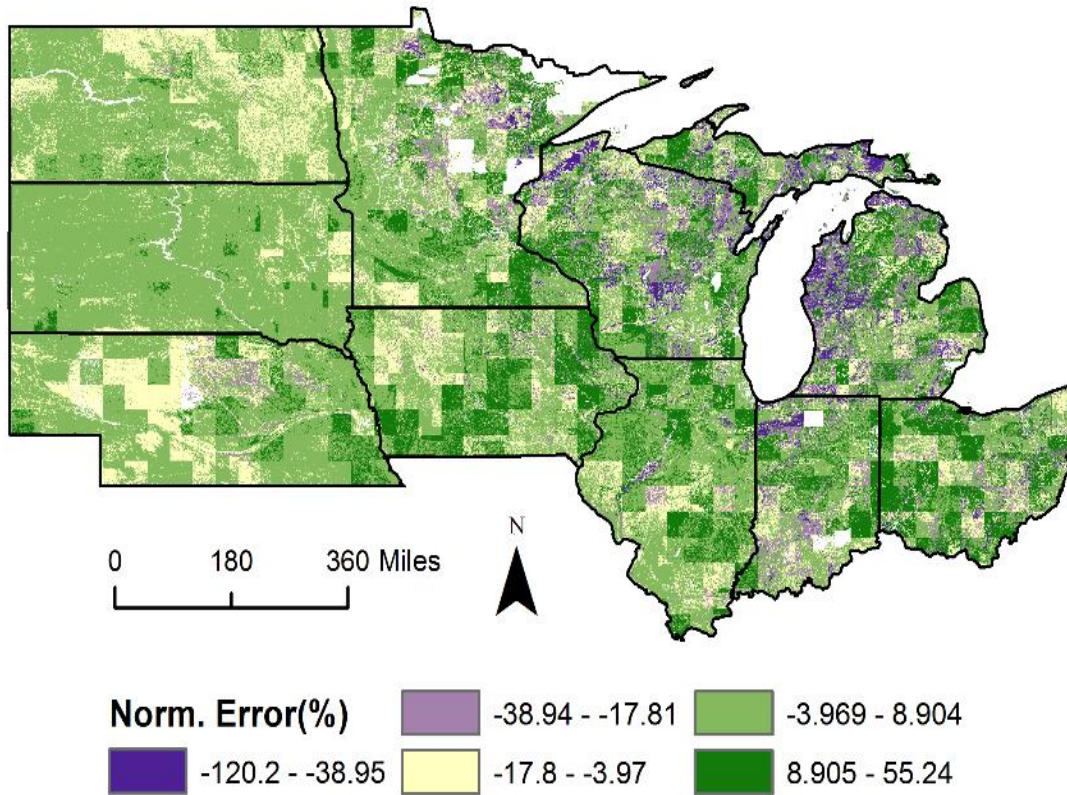 N
0 180 360 Miles
Norm. Error(%)
-120.2 - -38.95
-38.94 - -17.81
-17.8 - -3.97
-3.969 - 8.904
8.905 - 55.24